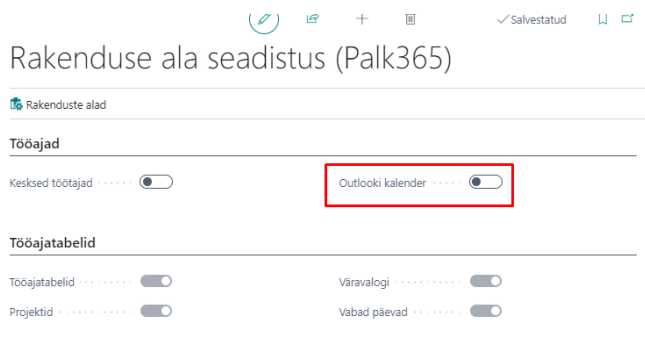 Salvestatud
Rakenduse ala seadistus (Palk365)
Rakenduste alad
Tööajad
Kesksed töötajad
Outlooki kalender
Tööajatabelid
Tööajatabelid
Väravalogi
Projektid
Vabad päevad